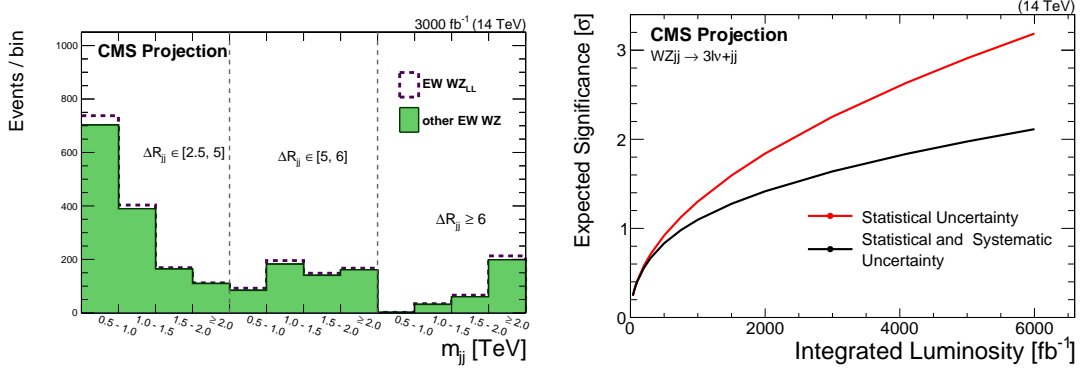 3000 fb⁻¹ (14 TeV)
Events / bin
1000
800
600
400
200
0
CMS Projection
EW WZ_LL
other EW WZ
ΔR_jj ∈ [2.5, 5]
ΔR_jj ∈ [5, 6]
ΔR_jj ≥ 6
0.5 - 1.0
1.0 - 1.5
1.5 - 2.0
≥ 2.0
0.5 - 1.0
1.0 - 1.5
1.5 - 2.0
≥ 2.0
0.5 - 1.0
1.0 - 1.5
1.5 - 2.0
≥ 2.0
m_jj [TeV]
(14 TeV)
Expected Significance [σ]
3
2
1
0
CMS Projection
WZjj → 3lν+jj
Statistical Uncertainty
Statistical and Systematic
Uncertainty
0
2000
4000
6000
Integrated Luminosity [fb⁻¹]